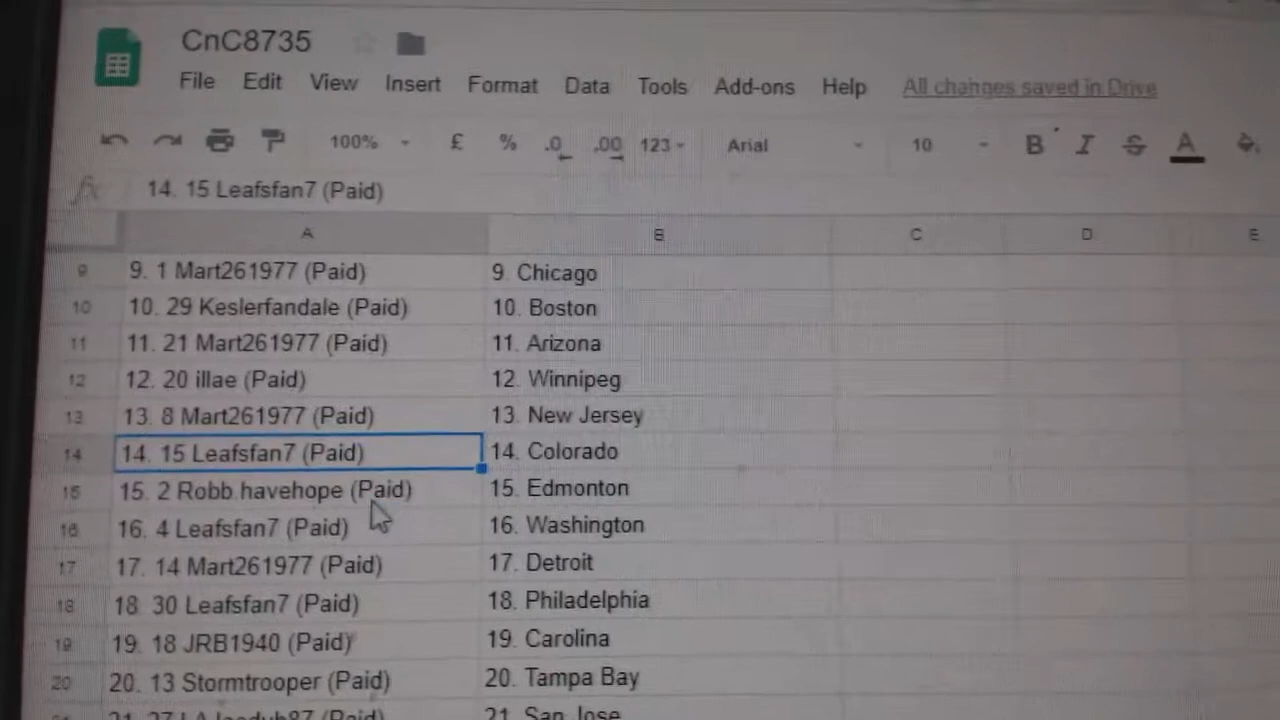 CnC8735
File Edit View Insert Format Data Tools Add-ons Help All changes saved in Drive
100% £ % .0 .00 123 Arial 10 B I S A
fx 14. 15 Leafsfan7 (Paid)
A B C D E
9 9. 1 Mart261977 (Paid) 9. Chicago
10 10. 29 Keslerfandale (Paid) 10. Boston
11 11. 21 Mart261977 (Paid) 11. Arizona
12 12. 20 illae (Paid) 12. Winnipeg
13 13. 8 Mart261977 (Paid) 13. New Jersey
14 14. 15 Leafsfan7 (Paid) 14. Colorado
15 15. 2 Robb.havehope (Paid) 15. Edmonton
16 16. 4 Leafsfan7 (Paid) 16. Washington
17 17. 14 Mart261977 (Paid) 17. Detroit
18 18. 30 Leafsfan7 (Paid) 18. Philadelphia
19 19. 18 JRB1940 (Paid) 19. Carolina
20 20. 13 Stormtrooper (Paid) 20. Tampa Bay
21. 27 (Paid) 21. San Jose